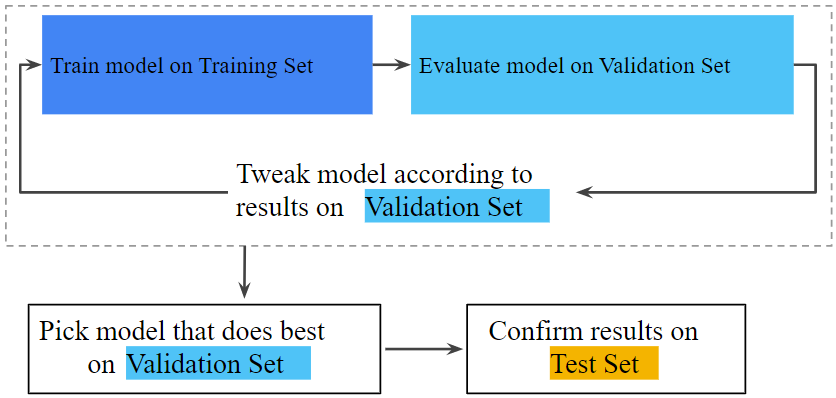 Train model on Training Set
Evaluate model on Validation Set
Tweak model according to
results on Validation Set
Pick model that does best
on Validation Set
Confirm results on
Test Set